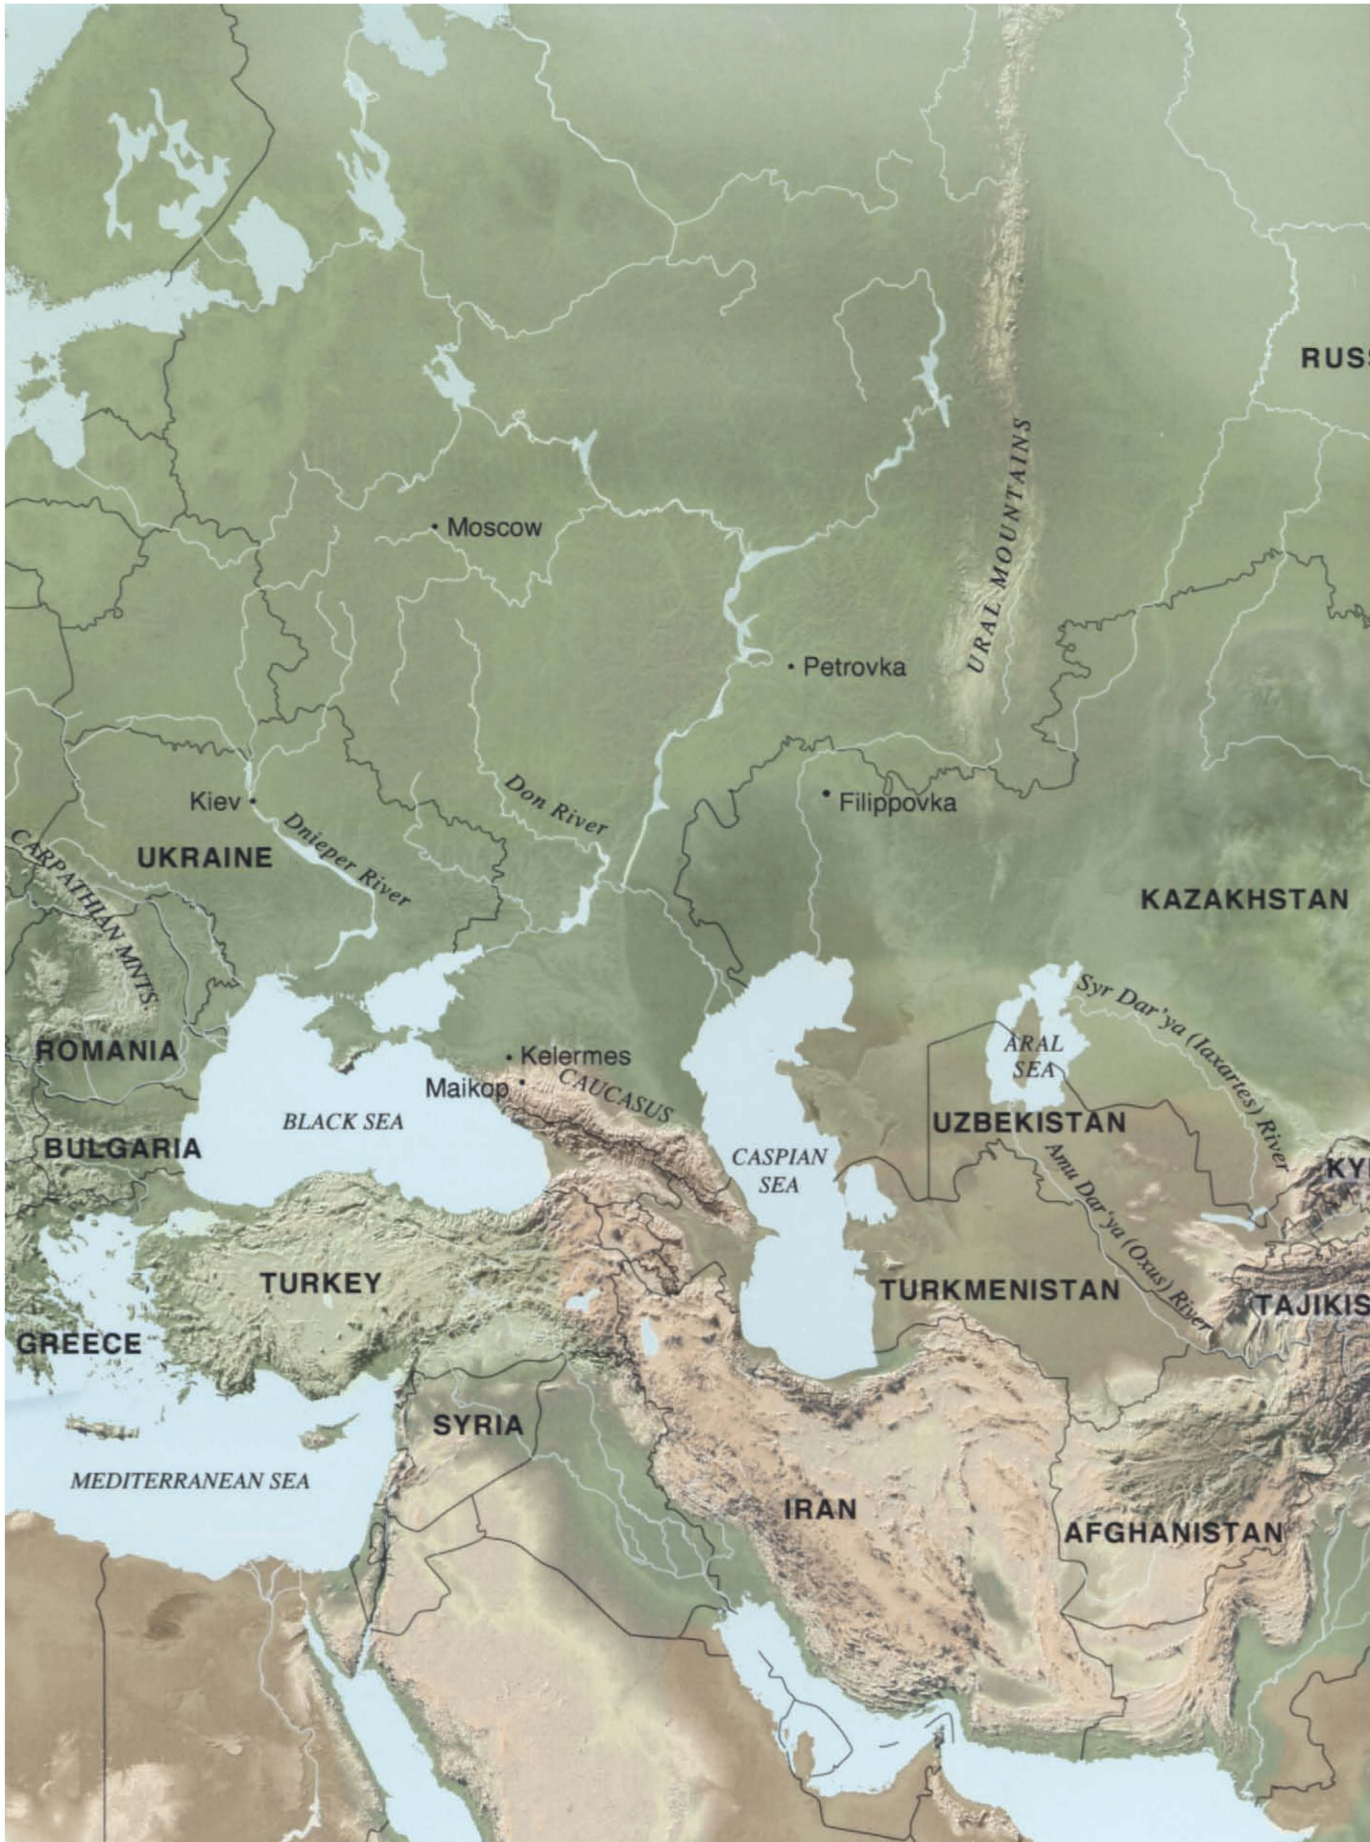 RUS
URAL MOUNTAINS
Moscow
Petrovka
Kiev
Don River
Filippovka
Dnieper River
UKRAINE
CARPATHIAN MNTS.
KAZAKHSTAN
Syr Dar'ya (Iaxartes) River
ROMANIA
Kelermes
ARAL
SEA
Maikop
CAUCASUS
BLACK SEA
UZBEKISTAN
BULGARIA
CASPIAN
SEA
Amu Dar'ya (Oxus) River
KY
TURKEY
TURKMENISTAN
TAJIKIS
GREECE
SYRIA
MEDITERRANEAN SEA
IRAN
AFGHANISTAN